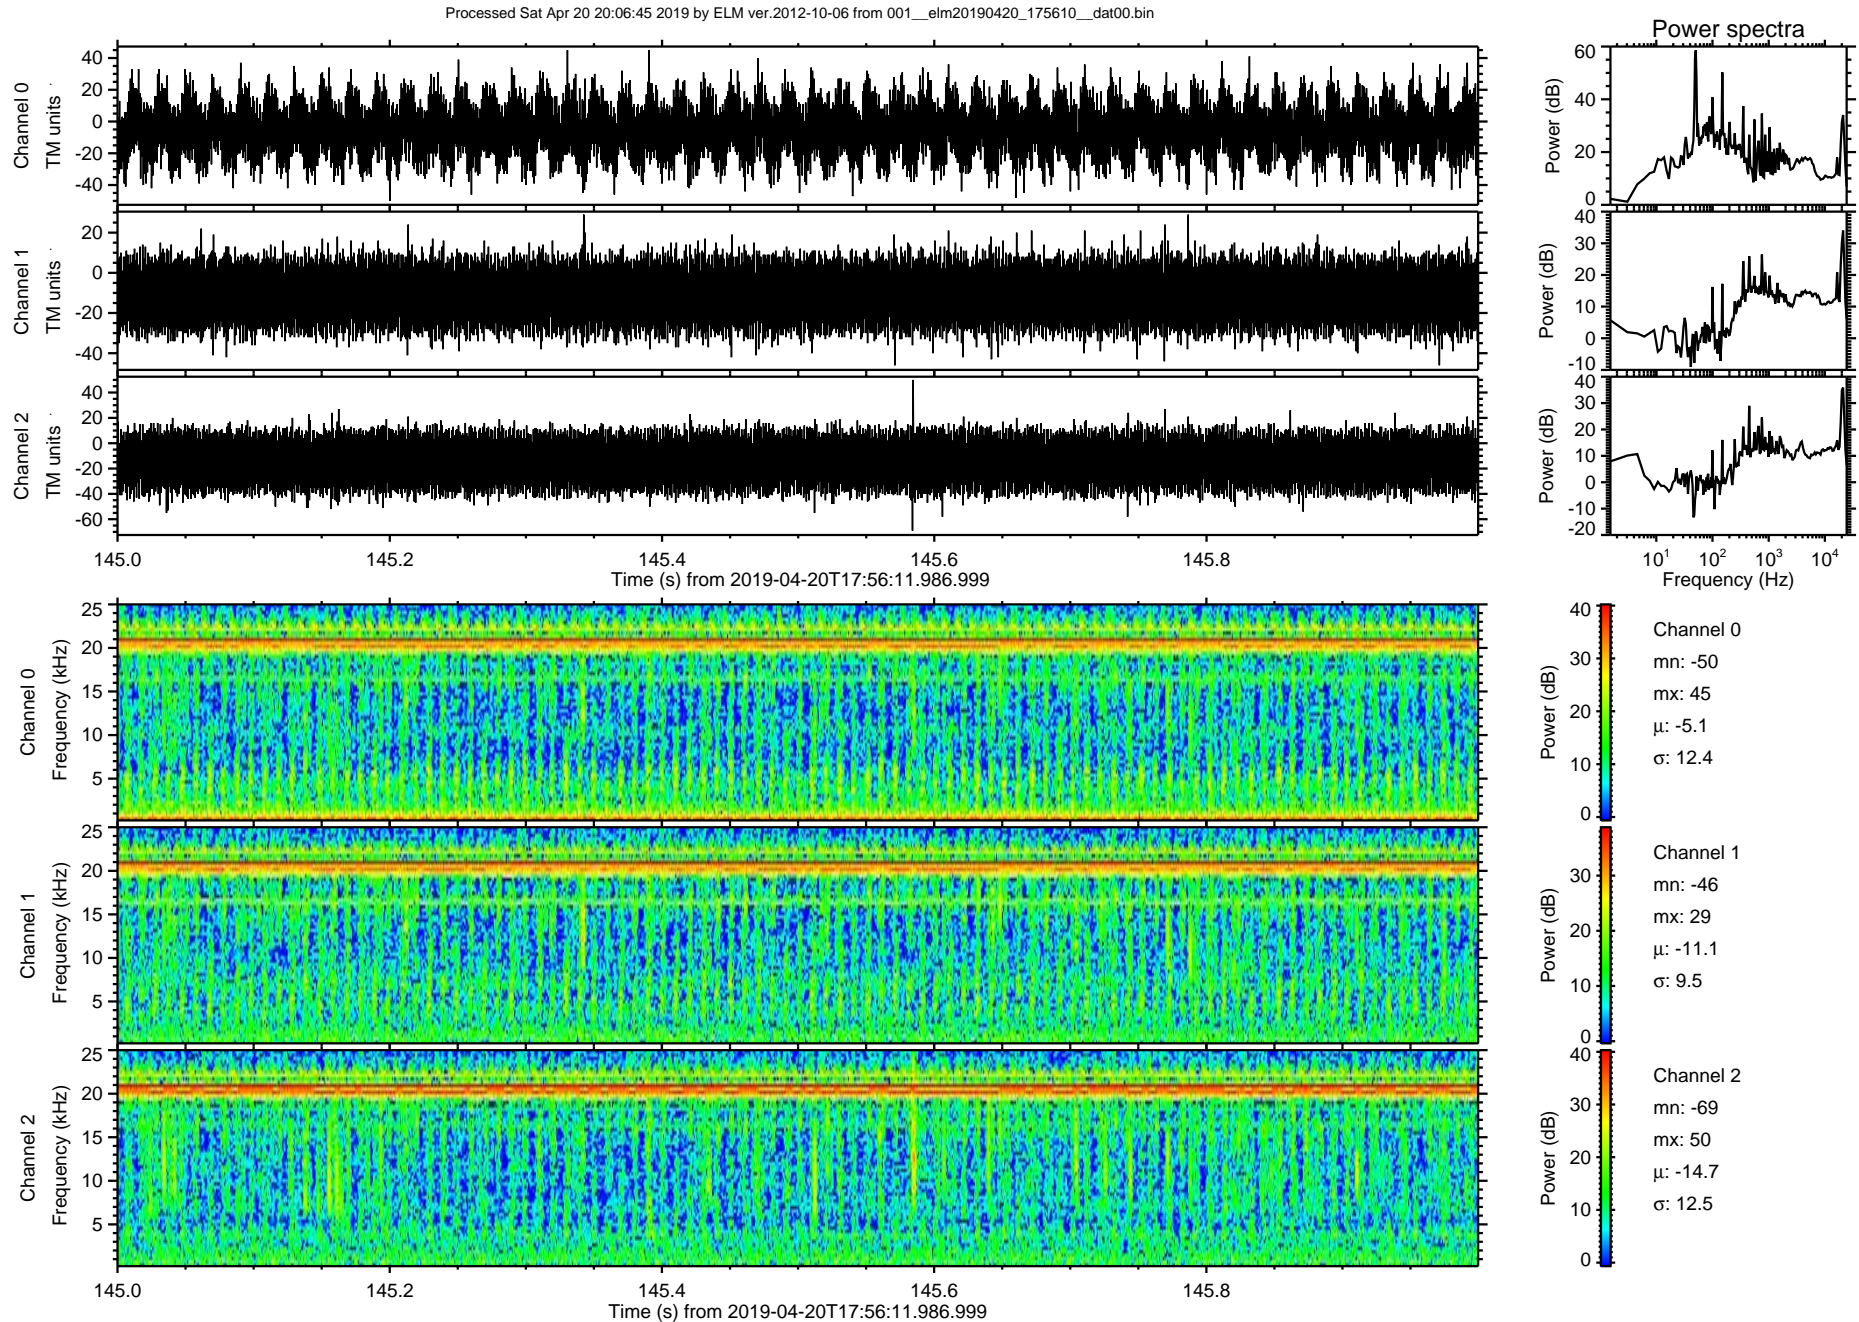 Processed Sat Apr 20 20:06:45 2019 by ELM ver.2012-10-06 from 001__elm20190420_175610__dat00.bin
Power spectra
Channel 0
TM units
40
20
0
-20
-40
Power (dB)
60
40
20
0
Channel 1
TM units
20
0
-20
-40
Power (dB)
40
30
20
10
0
-10
Channel 2
TM units
40
20
0
-20
-40
-60
Power (dB)
40
30
20
10
0
-10
-20
145.0 145.2 145.4 145.6 145.8
Time (s) from 2019-04-20T17:56:11.986.999
10^1 10^2 10^3 10^4
Frequency (Hz)
Channel 0
Frequency (kHz)
25
20
15
10
5
Power (dB)
40
30
20
10
0
Channel 0
mn: -50
mx: 45
μ: -5.1
σ: 12.4
Channel 1
Frequency (kHz)
25
20
15
10
5
Power (dB)
30
20
10
0
Channel 1
mn: -46
mx: 29
μ: -11.1
σ: 9.5
Channel 2
Frequency (kHz)
25
20
15
10
5
Power (dB)
40
30
20
10
0
Channel 2
mn: -69
mx: 50
μ: -14.7
σ: 12.5
145.0 145.2 145.4 145.6 145.8
Time (s) from 2019-04-20T17:56:11.986.999